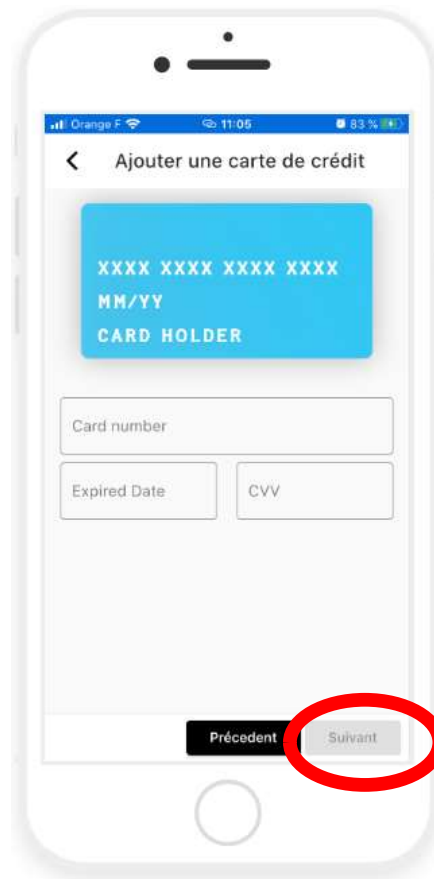 Orange F 11:05 83 %
Ajouter une carte de crédit
XXXX XXXX XXXX XXXX
MM/YY
CARD HOLDER
Card number
Expired Date CVV
Précedent Suivant